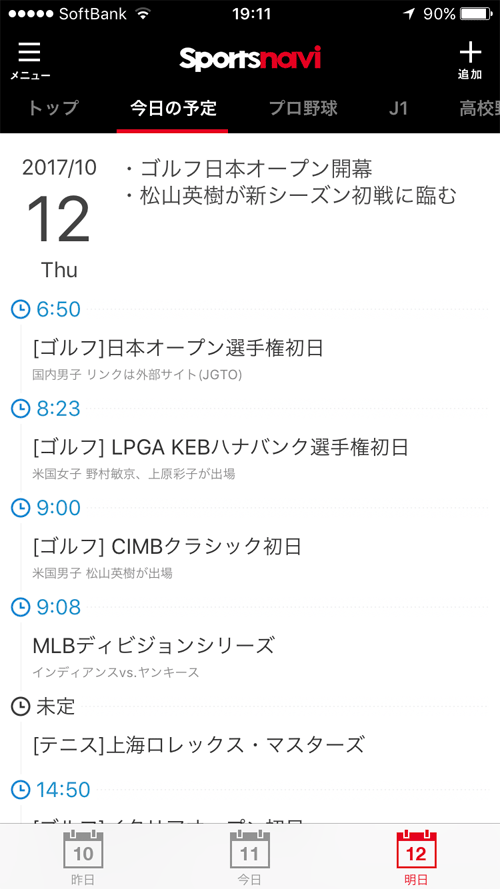 SoftBank 19:11 90%
メニュー Sportsnavi 追加
トップ 今日の予定 プロ野球 J1 高校野
2017/10
12
Thu
・ゴルフ日本オープン開幕
・松山英樹が新シーズン初戦に臨む
6:50
[ゴルフ]日本オープン選手権初日
国内男子 リンクは外部サイト(JGTO)
8:23
[ゴルフ] LPGA KEBハナバンク選手権初日
米国女子 野村敏京、上原彩子が出場
9:00
[ゴルフ] CIMBクラシック初日
米国男子 松山英樹が出場
9:08
MLBディビジョンシリーズ
インディアンスvs.ヤンキース
未定
[テニス]上海ロレックス・マスターズ
14:50
10 11 12
昨日 今日 明日